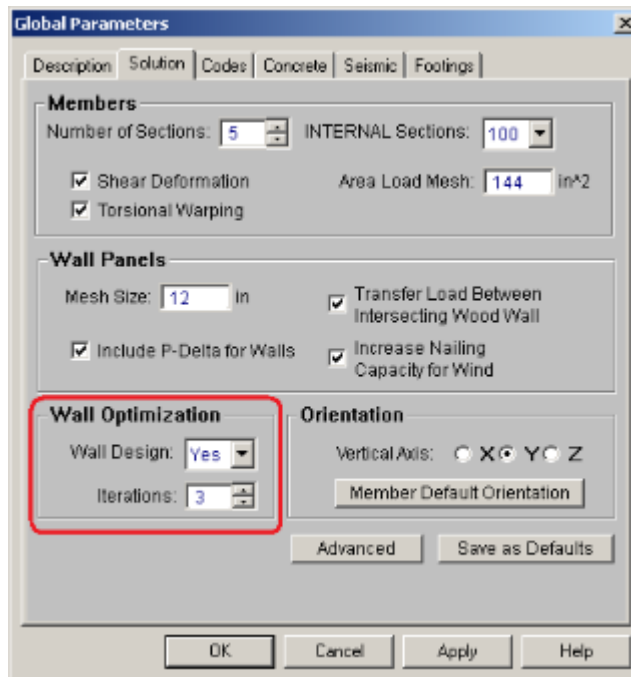 Global Parameters
Description Solution Codes Concrete Seismic Footings
Members
Number of Sections: 5 INTERNAL Sections: 100
Shear Deformation Area Load Mesh: 144 in^2
Torsional Warping
Wall Panels
Mesh Size: 12 in Transfer Load Between
Intersecting Wood Wall
Include P-Delta for Walls Increase Nailing
Capacity for Wind
Wall Optimization Orientation
Wall Design: Yes Vertical Axis: X Y Z
Iterations: 3 Member Default Orientation
Advanced Save as Defaults
OK Cancel Apply Help